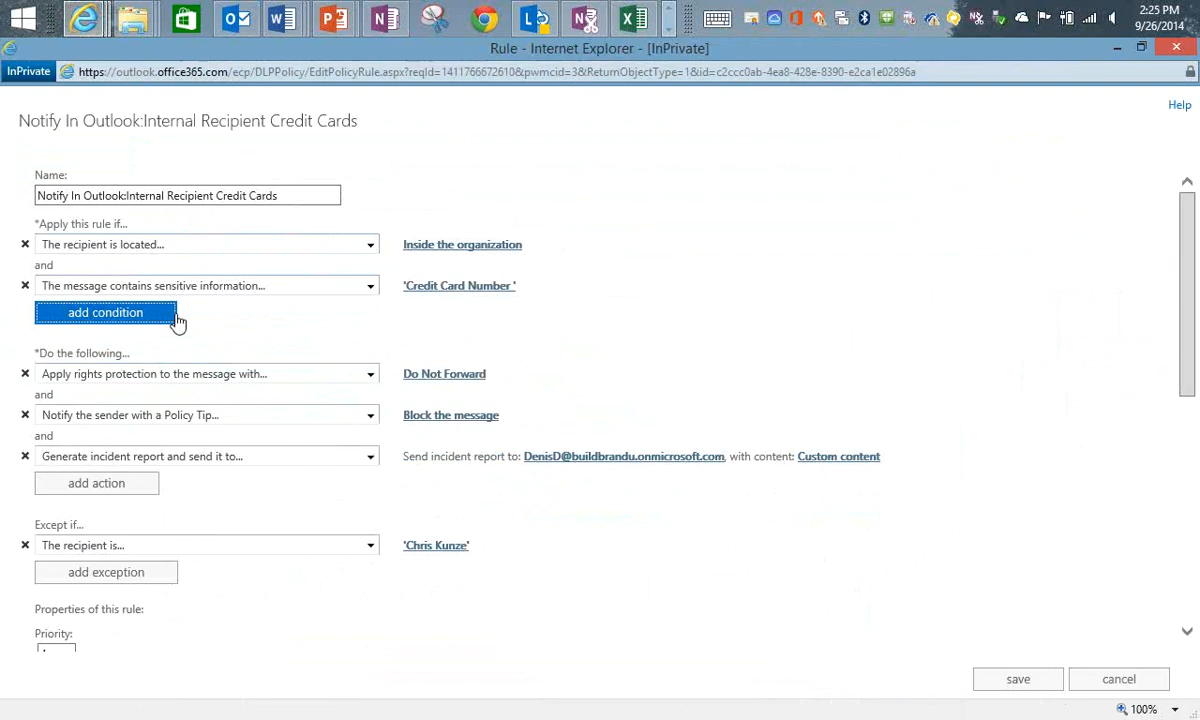 2:25 PM
9/26/2014
Rule - Internet Explorer - [InPrivate]
InPrivate https://outlook.office365.com/ecp/DLPPolicy/EditPolicyRule.aspx?reqId=1411766672610&pwmcid=3&ReturnObjectType=1&id=c2ccc0ab-4ea8-428e-8390-e2ca1e02896a
Help
Notify In Outlook:Internal Recipient Credit Cards
Name:
Notify In Outlook:Internal Recipient Credit Cards
*Apply this rule if...
The recipient is located... Inside the organization
and
The message contains sensitive information... 'Credit Card Number '
add condition
*Do the following...
Apply rights protection to the message with... Do Not Forward
and
Notify the sender with a Policy Tip... Block the message
and
Generate incident report and send it to... Send incident report to: DenisD@buildbrandu.onmicrosoft.com, with content: Custom content
add action
Except if...
The recipient is... 'Chris Kunze'
add exception
Properties of this rule:
Priority:
save cancel
100%